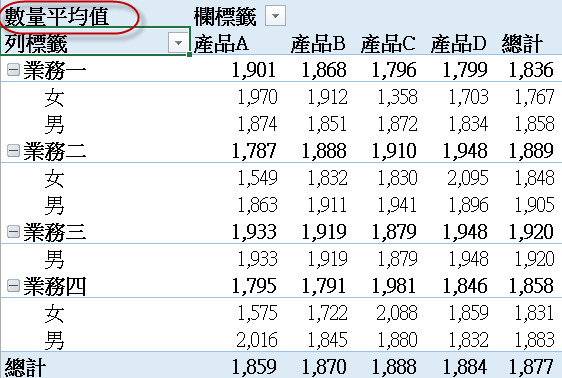 數量平均值 欄標籤
列標籤 產品A 產品B 產品C 產品D 總計
業務一 1,901 1,868 1,796 1,799 1,836
女 1,970 1,912 1,358 1,703 1,767
男 1,874 1,851 1,872 1,834 1,858
業務二 1,787 1,888 1,910 1,948 1,889
女 1,549 1,832 1,830 2,095 1,848
男 1,863 1,911 1,941 1,896 1,905
業務三 1,933 1,919 1,879 1,948 1,920
男 1,933 1,919 1,879 1,948 1,920
業務四 1,795 1,791 1,981 1,846 1,858
女 1,575 1,722 2,088 1,859 1,831
男 2,016 1,845 1,880 1,832 1,883
總計 1,859 1,870 1,888 1,884 1,877